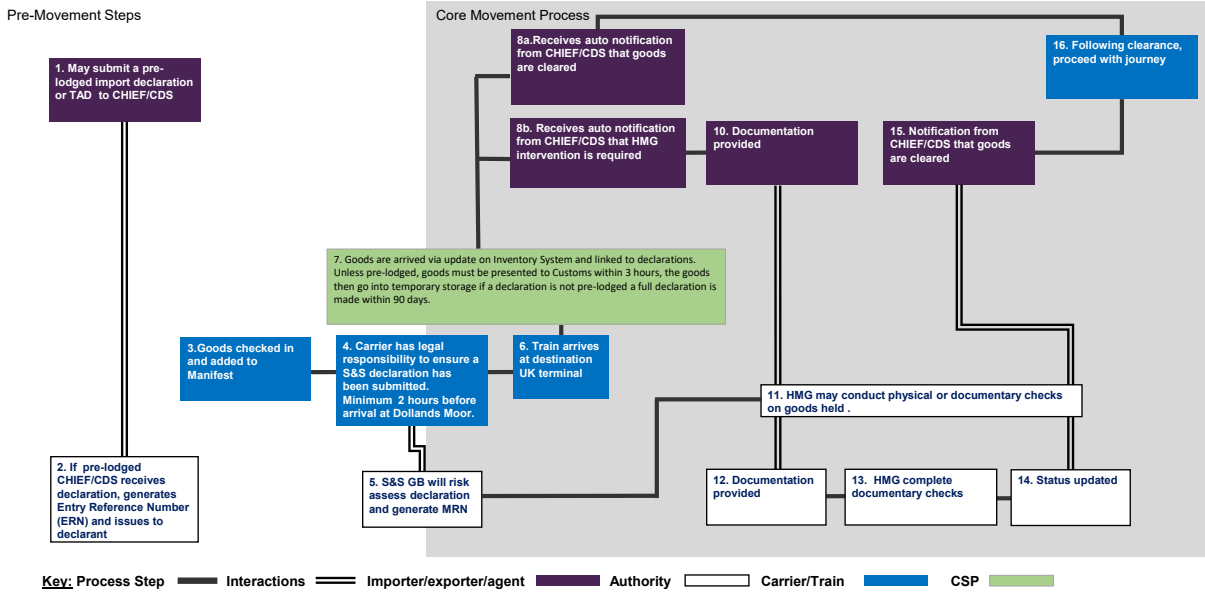 Pre-Movement Steps
Core Movement Process
1. May submit a pre-
lodged import declaration
or TAD to CHIEF/CDS
8a.Receives auto notification
from CHIEF/CDS that goods
are cleared
16. Following clearance,
proceed with journey
8b. Receives auto notification
from CHIEF/CDS that HMG
intervention is required
10. Documentation
provided
15. Notification from
CHIEF/CDS that goods
are cleared
7. Goods are arrived via update on Inventory System and linked to declarations.
Unless pre-lodged, goods must be presented to Customs within 3 hours, the goods
then go into temporary storage if a declaration is not pre-lodged a full declaration is
made within 90 days.
3.Goods checked in
and added to
Manifest
4. Carrier has legal
responsibility to ensure a
S&S declaration has
been submitted.
Minimum 2 hours before
arrival at Dollands Moor.
6. Train arrives
at destination
UK terminal
11. HMG may conduct physical or documentary checks
on goods held .
2. If pre-lodged
CHIEF/CDS receives
declaration, generates
Entry Reference Number
(ERN) and issues to
declarant
5. S&S GB will risk
assess declaration
and generate MRN
12. Documentation
provided
13. HMG complete
documentary checks
14. Status updated
Key: Process Step Interactions Importer/exporter/agent Authority Carrier/Train CSP